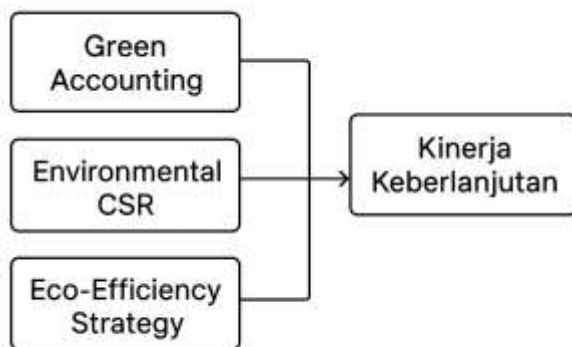 Green
Accounting
Environmental
CSR
Eco-Efficiency
Strategy
Kinerja
Keberlanjutan